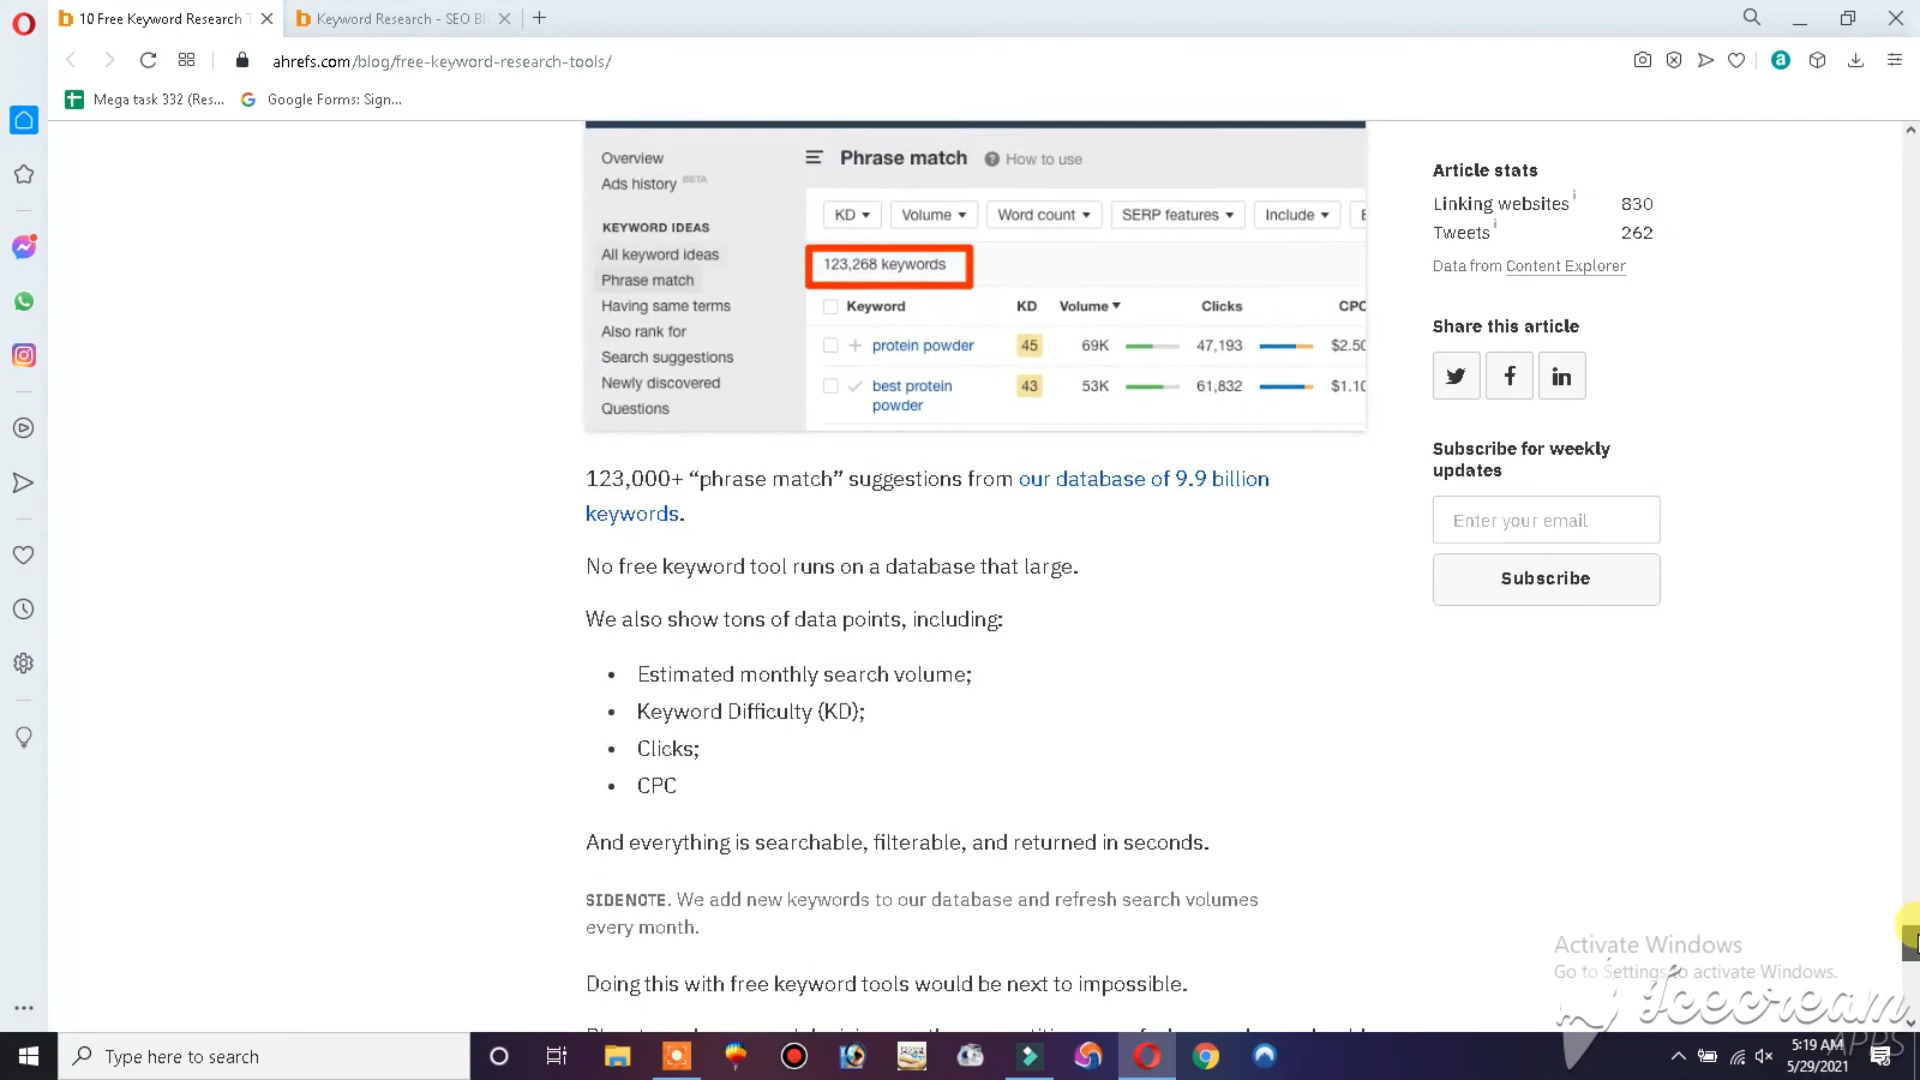 10 Free Keyword Research T
Keyword Research - SEO Bl
ahrefs.com/blog/free-keyword-research-tools/
Mega task 332 (Res...
Google Forms: Sign...
Overview
Ads history BETA
KEYWORD IDEAS
All keyword ideas
Phrase match
Having same terms
Also rank for
Search suggestions
Newly discovered
Questions
Phrase match
How to use
KD Volume Word count SERP features Include
123,268 keywords
Keyword KD Volume Clicks CPC
protein powder 45 69K 47,193 $2.50
best protein powder 43 53K 61,832 $1.10
123,000+ “phrase match” suggestions from our database of 9.9 billion
keywords.
No free keyword tool runs on a database that large.
We also show tons of data points, including:
• Estimated monthly search volume;
• Keyword Difficulty (KD);
• Clicks;
• CPC
And everything is searchable, filterable, and returned in seconds.
SIDENOTE. We add new keywords to our database and refresh search volumes
every month.
Doing this with free keyword tools would be next to impossible.
Article stats
Linking websites i 830
Tweets i 262
Data from Content Explorer
Share this article
Subscribe for weekly
updates
Enter your email
Subscribe
Activate Windows
Go to Settings to activate Windows.
Icecream
APPS
Type here to search
5:19 AM
5/29/2021